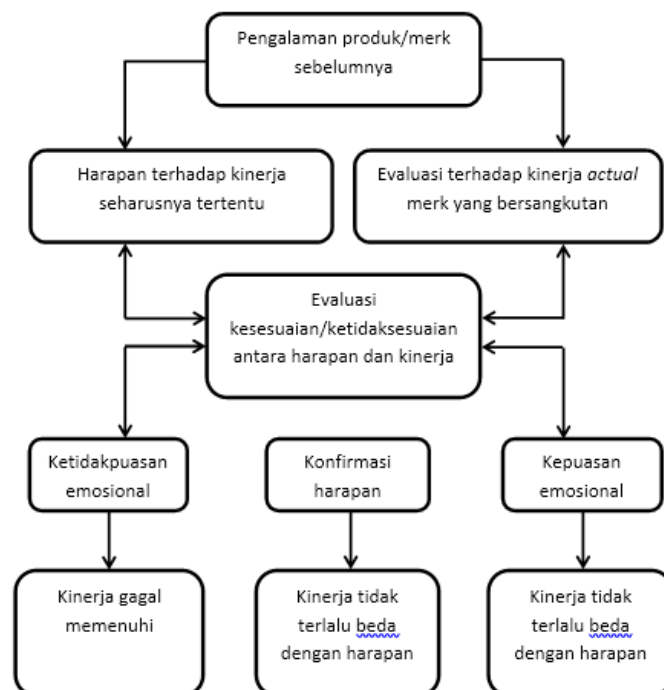 Pengalaman produk/merk
sebelumnya
Harapan terhadap kinerja
seharusnya tertentu
Evaluasi terhadap kinerja actual
merk yang bersangkutan
Evaluasi
kesesuaian/ketidaksesuaian
antara harapan dan kinerja
Ketidakpuasan
emosional
Konfirmasi
harapan
Kepuasan
emosional
Kinerja gagal
memenuhi
Kinerja tidak
terlalu beda
dengan harapan
Kinerja tidak
terlalu beda
dengan harapan